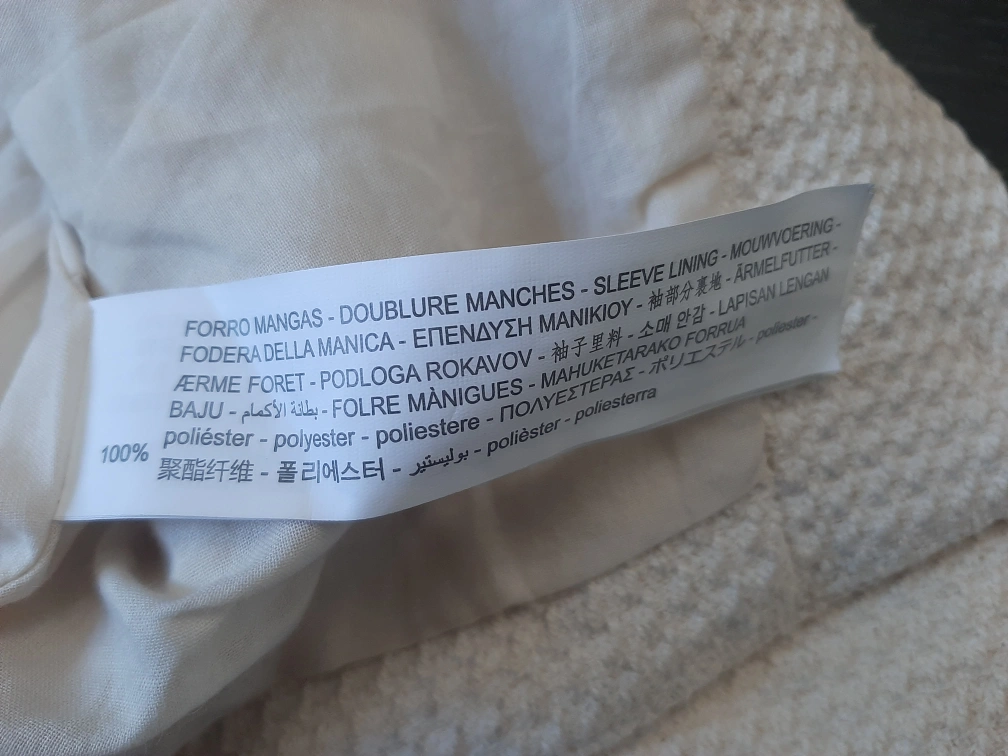 FORRO MANGAS - DOUBLURE MANCHES - SLEEVE LINING - MOUWVOERING -
FODERA DELLA MANICA - ΕΠΕΝΔΥΣΗ ΜΑΝΙΚΙΟΥ - 袖部分裏地 - ÄRMELFUTTER -
ÆRME FORET - PODLOGA ROKAVOV - 袖子里料 - 소매 안감 - LAPISAN LENGAN
BAJU - بطانة الأكمام - FOLRE MÀNIGUES - MAHUKETARAKO FORRUA
100% poliéster - polyester - poliestere - ΠΟΛΥΕΣΤΕΡΑΣ - ポリエステル - poliester -
聚酯纤维 - 폴리에스터 - بوليستير - polièster - poliesterra